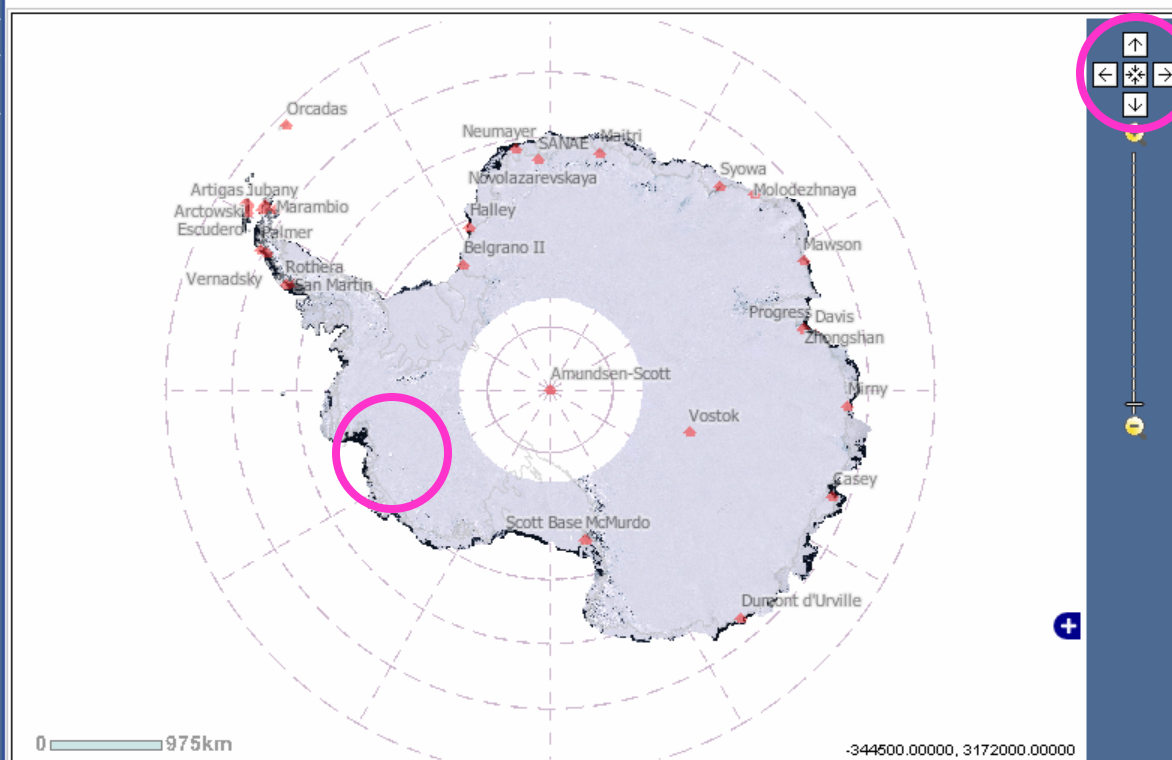 Orcadas
Neumayer
SANAE
Maitri
Novolazarevskaya
Syowa
Molodezhnaya
Artigas Jubany
Arctowski
Marambio
Escudero
Palmer
Halley
Belgrano II
Mawson
Vernadsky
Rothera
San Martin
Progress
Davis
Zhongshan
Amundsen-Scott
Mirny
Vostok
Casey
Scott Base McMurdo
Dumont d'Urville
0
975km
-344500.00000, 3172000.00000